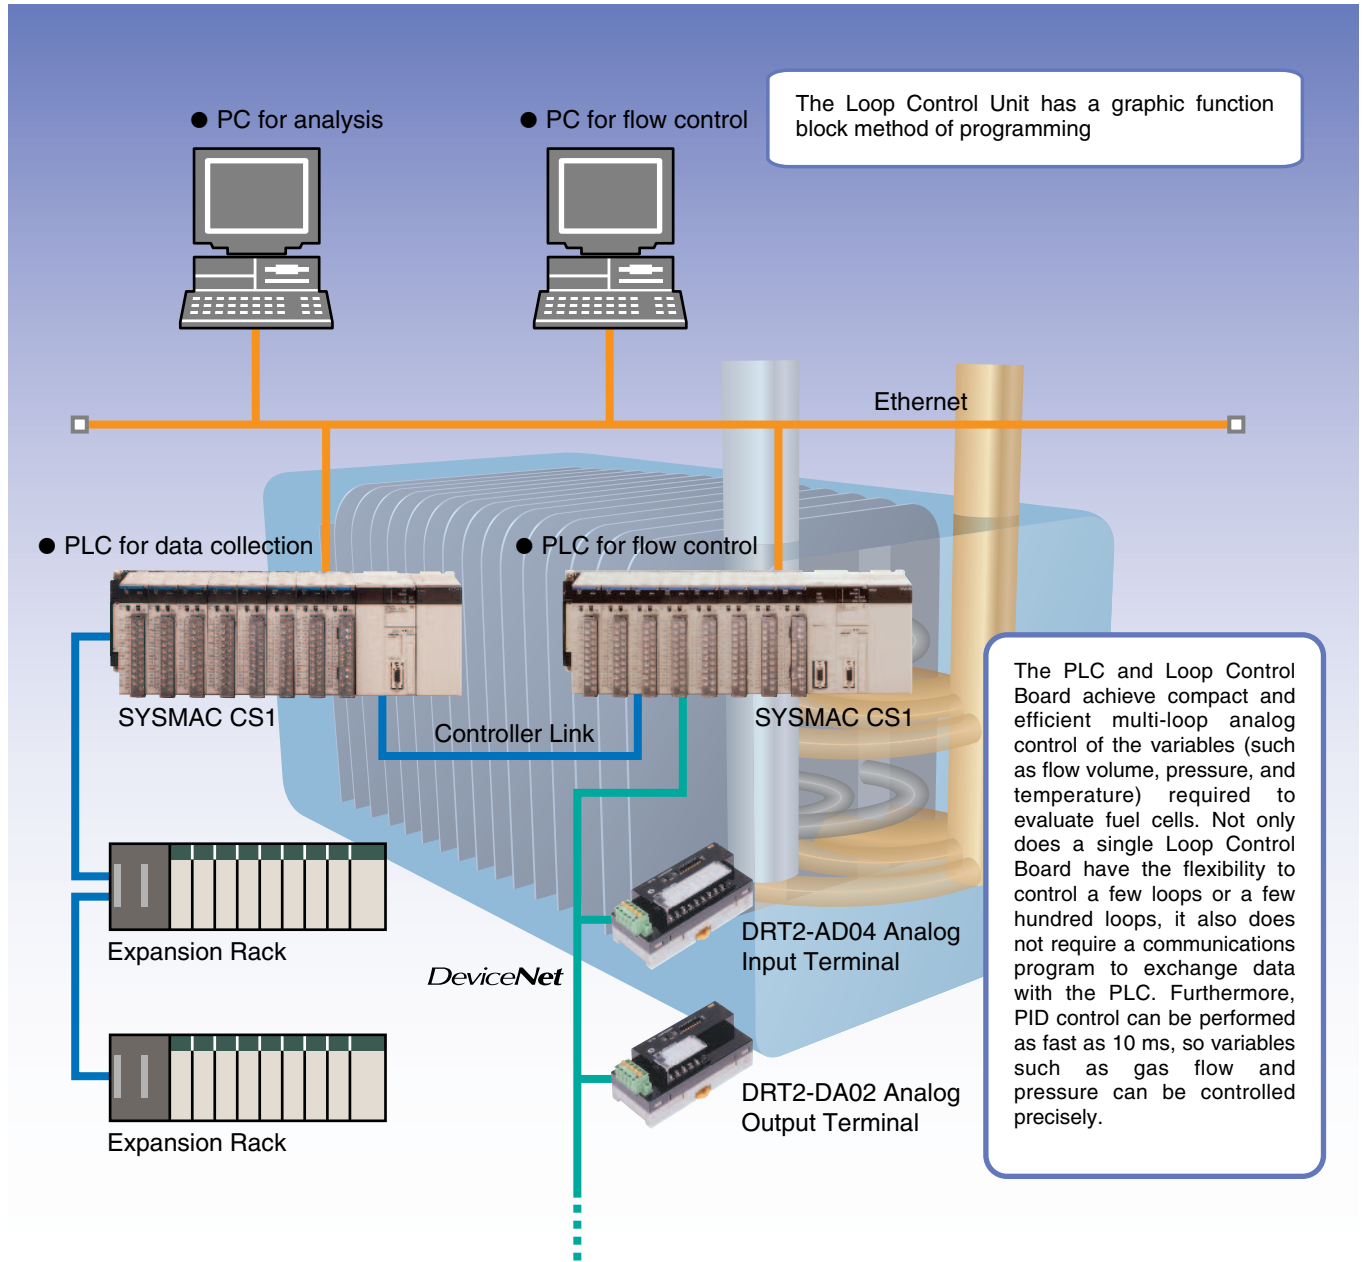 ● PC for analysis
● PC for flow control
The Loop Control Unit has a graphic function
block method of programming
Ethernet
● PLC for data collection
● PLC for flow control
SYSMAC CS1
Controller Link
SYSMAC CS1
The PLC and Loop Control
Board achieve compact and
efficient multi-loop analog
control of the variables (such
as flow volume, pressure, and
temperature) required to
evaluate fuel cells. Not only
does a single Loop Control
Board have the flexibility to
control a few loops or a few
hundred loops, it also does
not require a communications
program to exchange data
with the PLC. Furthermore,
PID control can be performed
as fast as 10 ms, so variables
such as gas flow and
pressure can be controlled
precisely.
Expansion Rack
DeviceNet
DRT2-AD04 Analog
Input Terminal
DRT2-DA02 Analog
Output Terminal
Expansion Rack